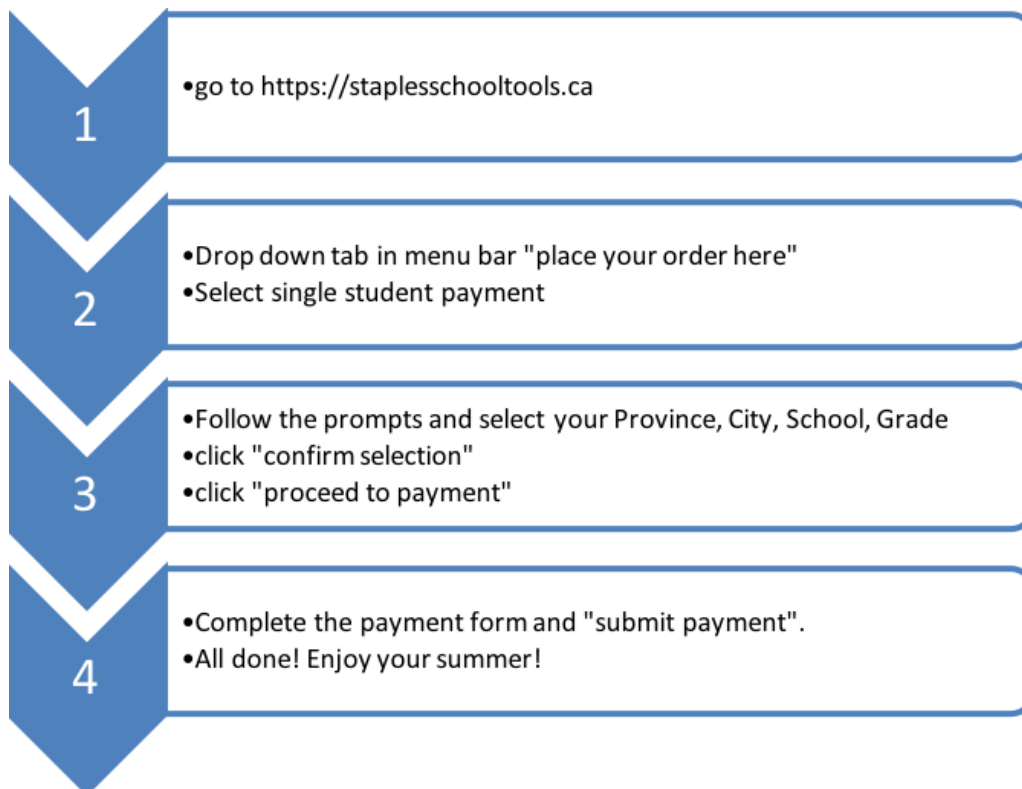 1
•go to https://staplesschooltools.ca
2
•Drop down tab in menu bar "place your order here"
•Select single student payment
3
•Follow the prompts and select your Province, City, School, Grade
•click "confirm selection"
•click "proceed to payment"
4
•Complete the payment form and "submit payment".
•All done! Enjoy your summer!